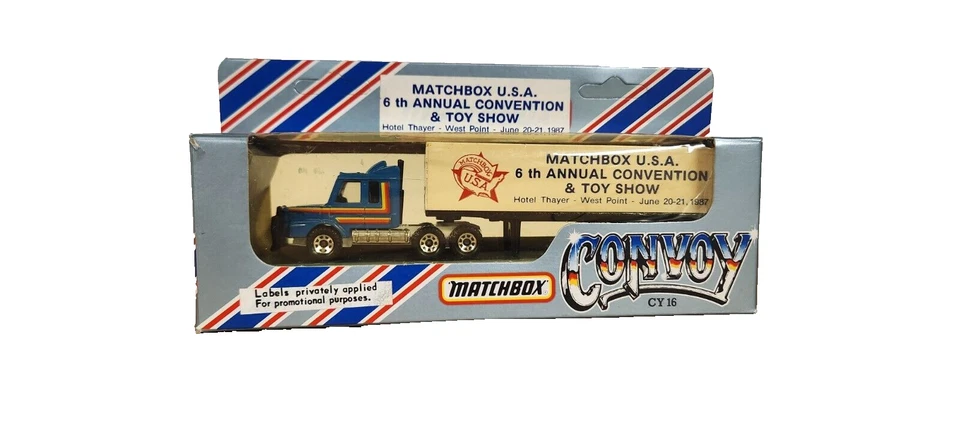 MATCHBOX U.S.A.
6 th ANNUAL CONVENTION
& TOY SHOW
Hotel Thayer - West Point - June 20-21, 1987
MATCHBOX
U.S.A
MATCHBOX U.S.A.
6 th ANNUAL CONVENTION
& TOY SHOW
Hotel Thayer - West Point - June 20-21, 1987
CONVOY
CY 16
MATCHBOX
Labels privately applied
For promotional purposes.